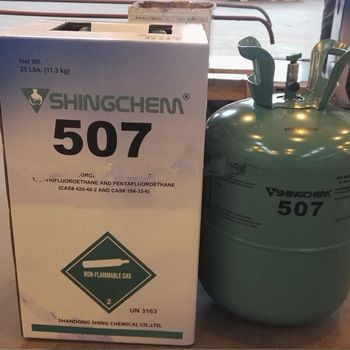 Net Wt.
25 Lbs. (11.3 kg)
SHINGCHEM®
507
TRIFLUOROETHANE AND PENTAFLUOROETHANE
(CAS# 420-46-2 AND CAS# 354-33-6)
NON-FLAMMABLE GAS
2
UN 3163
SHANDONG SHING CHEMICAL CO.,LTD.
SHINGCHEM
507